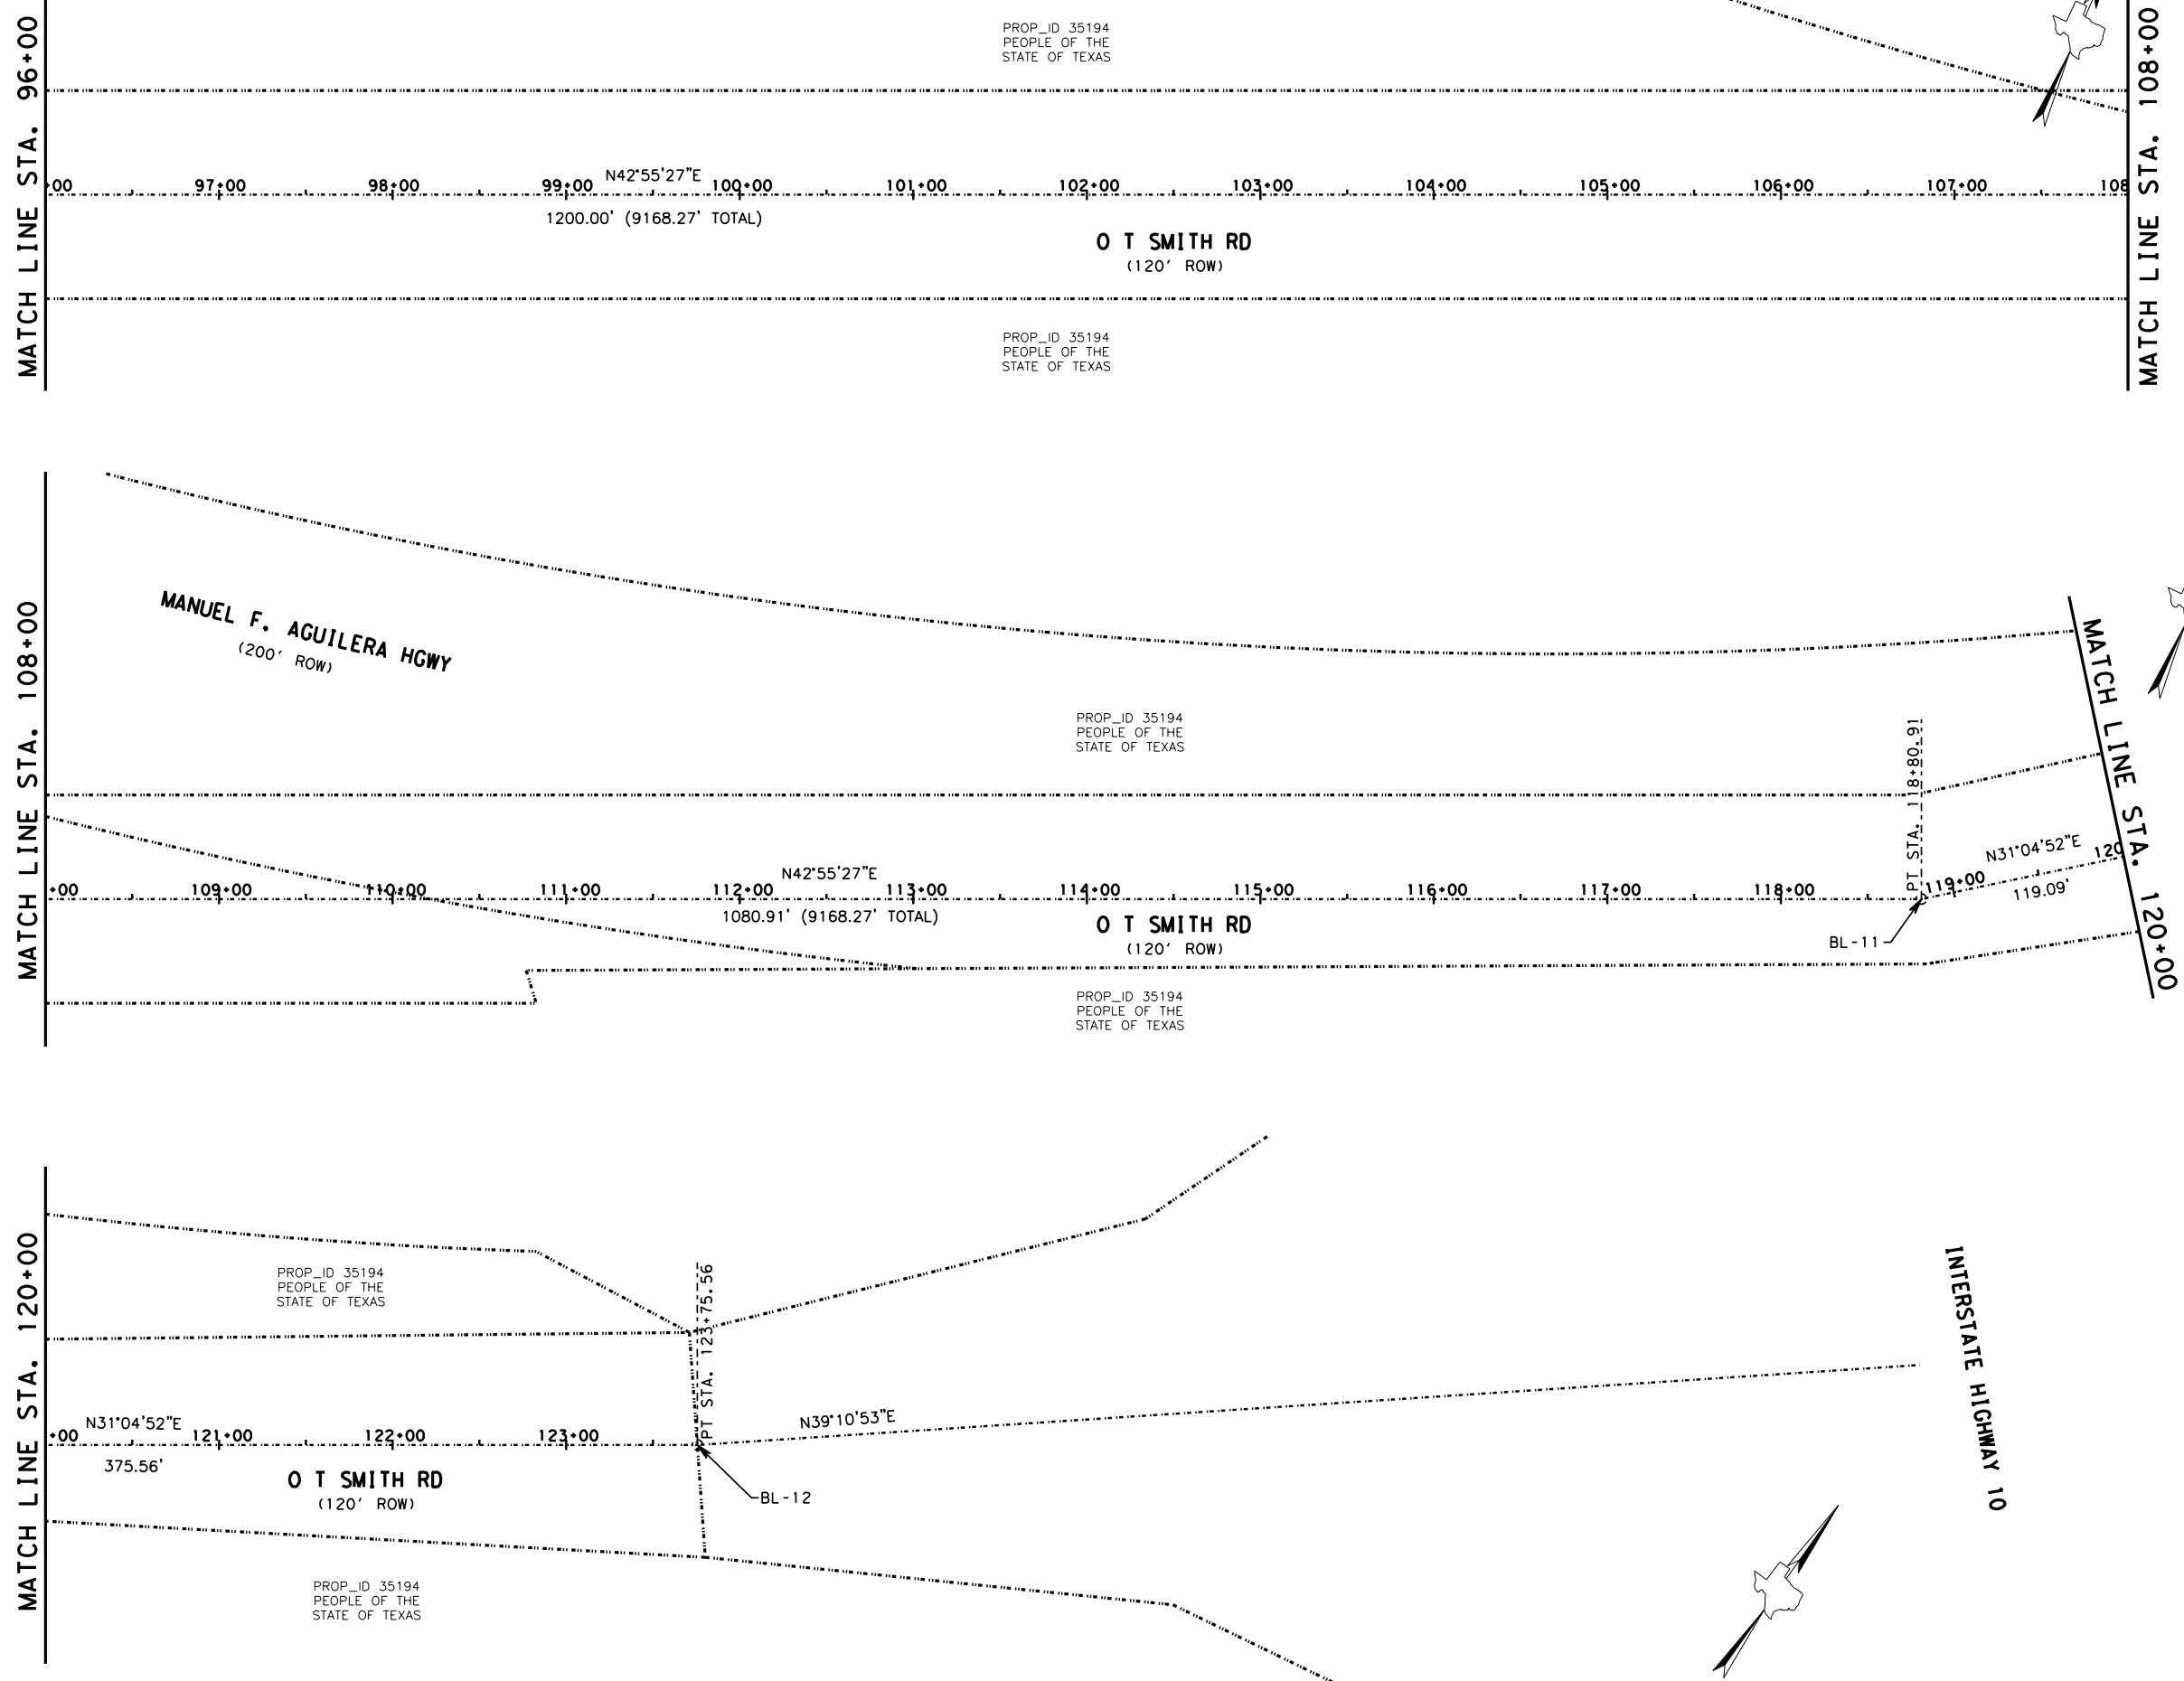 MATCH LINE STA. 96+00
PROP_ID 35194
PEOPLE OF THE
STATE OF TEXAS
MATCH LINE STA. 108+00
+00
97+00
98+00
99+00
N42°55'27"E
100+00
101+00
102+00
103+00
104+00
105+00
106+00
107+00
108
1200.00' (9168.27' TOTAL)
O T SMITH RD
(120' ROW)
PROP_ID 35194
PEOPLE OF THE
STATE OF TEXAS
MATCH LINE STA. 108+00
MANUEL F. AGUILERA HGWY
(200' ROW)
PROP_ID 35194
PEOPLE OF THE
STATE OF TEXAS
PT STA. 118+80.91
MATCH LINE STA. 120+00
+00
109+00
110+00
111+00
112+00
N42°55'27"E
113+00
114+00
115+00
116+00
117+00
118+00
119+00
N31°04'52"E
120
119.09'
1080.91' (9168.27' TOTAL)
O T SMITH RD
(120' ROW)
BL-11
PROP_ID 35194
PEOPLE OF THE
STATE OF TEXAS
MATCH LINE STA. 120+00
PROP_ID 35194
PEOPLE OF THE
STATE OF TEXAS
PT STA. 123+75.56
INTERSTATE HIGHWAY 10
N31°04'52"E
N39°10'53"E
+00
121+00
122+00
123+00
375.56'
O T SMITH RD
(120' ROW)
BL-12
PROP_ID 35194
PEOPLE OF THE
STATE OF TEXAS